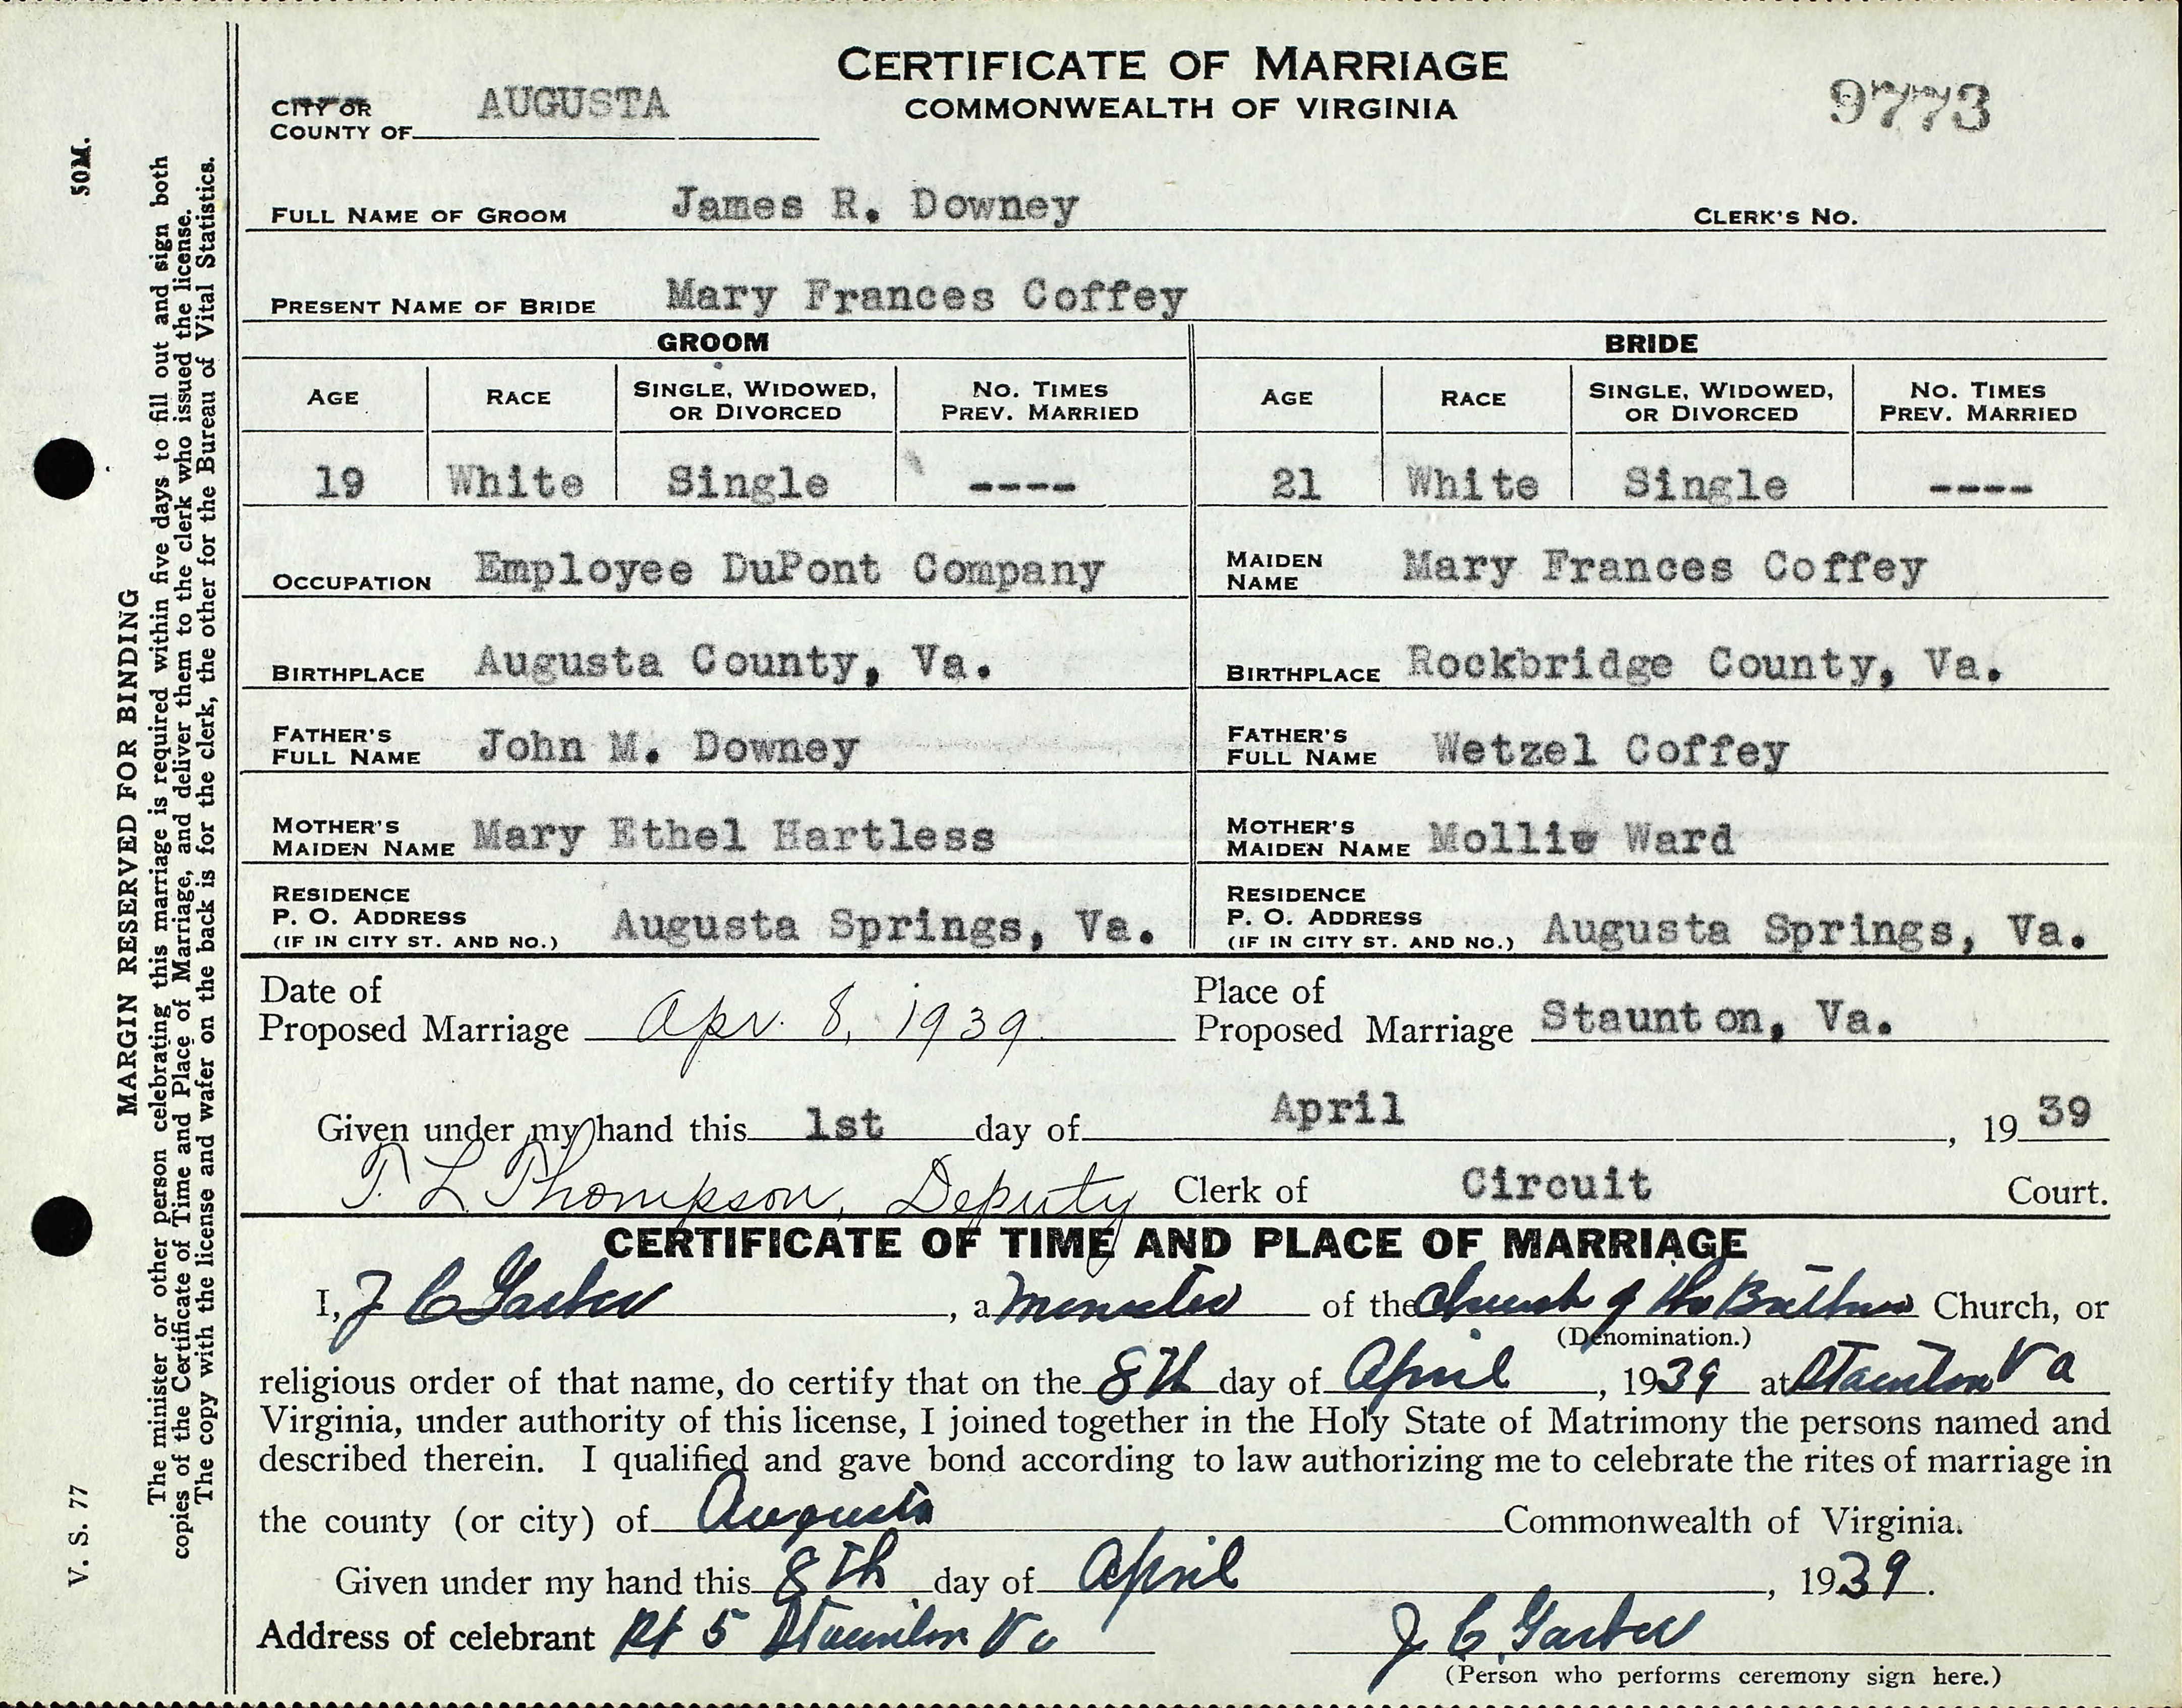 CERTIFICATE OF MARRIAGE
COMMONWEALTH OF VIRGINIA
9773
CITY OR
COUNTY OF AUGUSTA
FULL NAME OF GROOM James R. Downey CLERK'S NO.
PRESENT NAME OF BRIDE Mary Frances Coffey
GROOM BRIDE
AGE RACE SINGLE, WIDOWED, OR DIVORCED NO. TIMES PREV. MARRIED AGE RACE SINGLE, WIDOWED, OR DIVORCED NO. TIMES PREV. MARRIED
19 White Single ---- 21 White Single ----
OCCUPATION Employee DuPont Company MAIDEN NAME Mary Frances Coffey
BIRTHPLACE Augusta County, Va. BIRTHPLACE Rockbridge County, Va.
FATHER'S FULL NAME John M. Downey FATHER'S FULL NAME Wetzel Coffey
MOTHER'S MAIDEN NAME Mary Ethel Hartless MOTHER'S MAIDEN NAME Mollie Ward
RESIDENCE P. O. ADDRESS (IF IN CITY ST. AND NO.) Augusta Springs, Va. RESIDENCE P. O. ADDRESS (IF IN CITY ST. AND NO.) Augusta Springs, Va.
Date of Proposed Marriage Apr. 8, 1939 Place of Proposed Marriage Staunton, Va.
Given under my hand this 1st day of April, 1939
T. L. Thompson, Deputy Clerk of Circuit Court.
CERTIFICATE OF TIME AND PLACE OF MARRIAGE
I, J C Garber, a Minister of the Church of the Brethren Church, or
(Denomination.)
religious order of that name, do certify that on the 8th day of April, 1939 at Staunton Va
Virginia, under authority of this license, I joined together in the Holy State of Matrimony the persons named and
described therein. I qualified and gave bond according to law authorizing me to celebrate the rites of marriage in
the county (or city) of Augusta Commonwealth of Virginia.
Given under my hand this 8th day of April, 1939.
Address of celebrant Rt 5 Staunton Va J C Garber
(Person who performs ceremony sign here.)
V. S. 77 50M.
MARGIN RESERVED FOR BINDING
The minister or other person celebrating this marriage is required within five days to fill out and sign both
copies of the Certificate of Time and Place of Marriage, and deliver them to the clerk who issued the license.
The copy with the license and wafer on the back is for the clerk, the other for the Bureau of Vital Statistics.